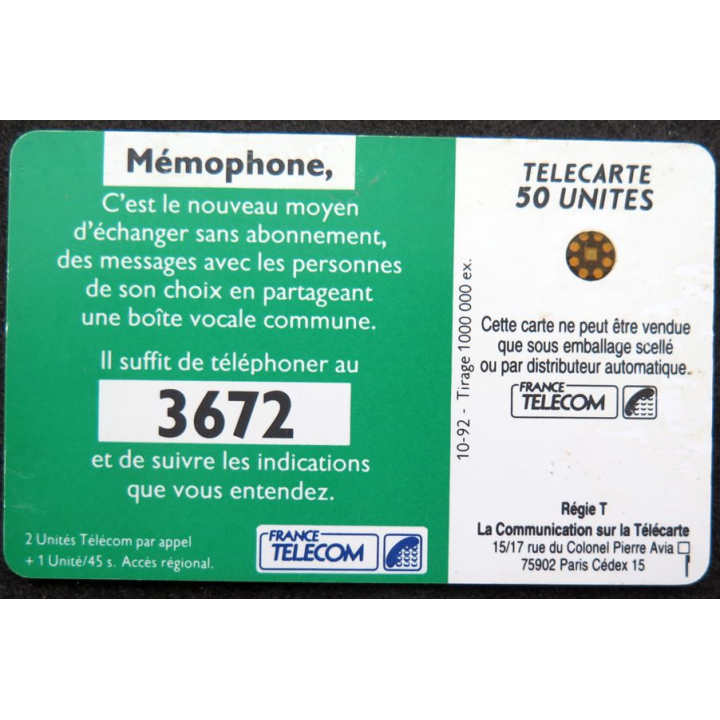 Mémophone,
C'est le nouveau moyen
d'échanger sans abonnement,
des messages avec les personnes
de son choix en partageant
une boîte vocale commune.
Il suffit de téléphoner au
3672
et de suivre les indications
que vous entendez.
2 Unités Télécom par appel
+ 1 Unité/45 s. Accès régional.
FRANCE
TELECOM
10-92 - Tirage 1000 000 ex.
TELECARTE
50 UNITES
Cette carte ne peut être vendue
que sous emballage scellé
ou par distributeur automatique.
FRANCE
TELECOM
Régie T
La Communication sur la Télécarte
15/17 rue du Colonel Pierre Avia
75902 Paris Cédex 15